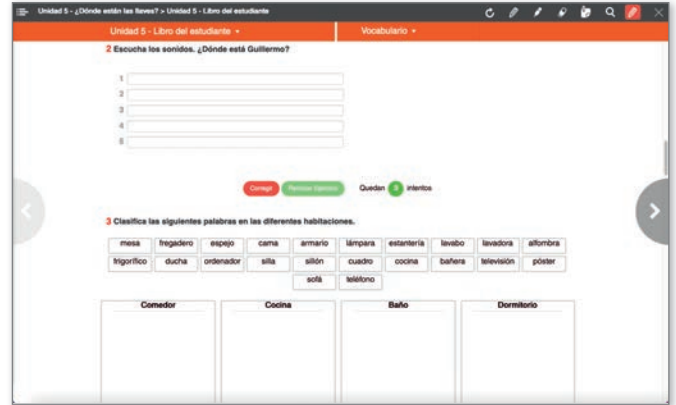 Unidad 5 - ¿Dónde están las llaves? > Unidad 5 - Libro del estudiante
Unidad 5 - Libro del estudiante
Vocabulario
2 Escucha los sonidos. ¿Dónde está Guillermo?
1
2
3
4
5
Corregir Quedan 3 intentos
3 Clasifica las siguientes palabras en las diferentes habitaciones.
mesa fregadero espejo cama armario lámpara estantería lavabo lavadora alfombra
frigorífico ducha ordenador silla sillón cuadro cocina bañera televisión póster
sofá teléfono
Comedor Cocina Baño Dormitorio